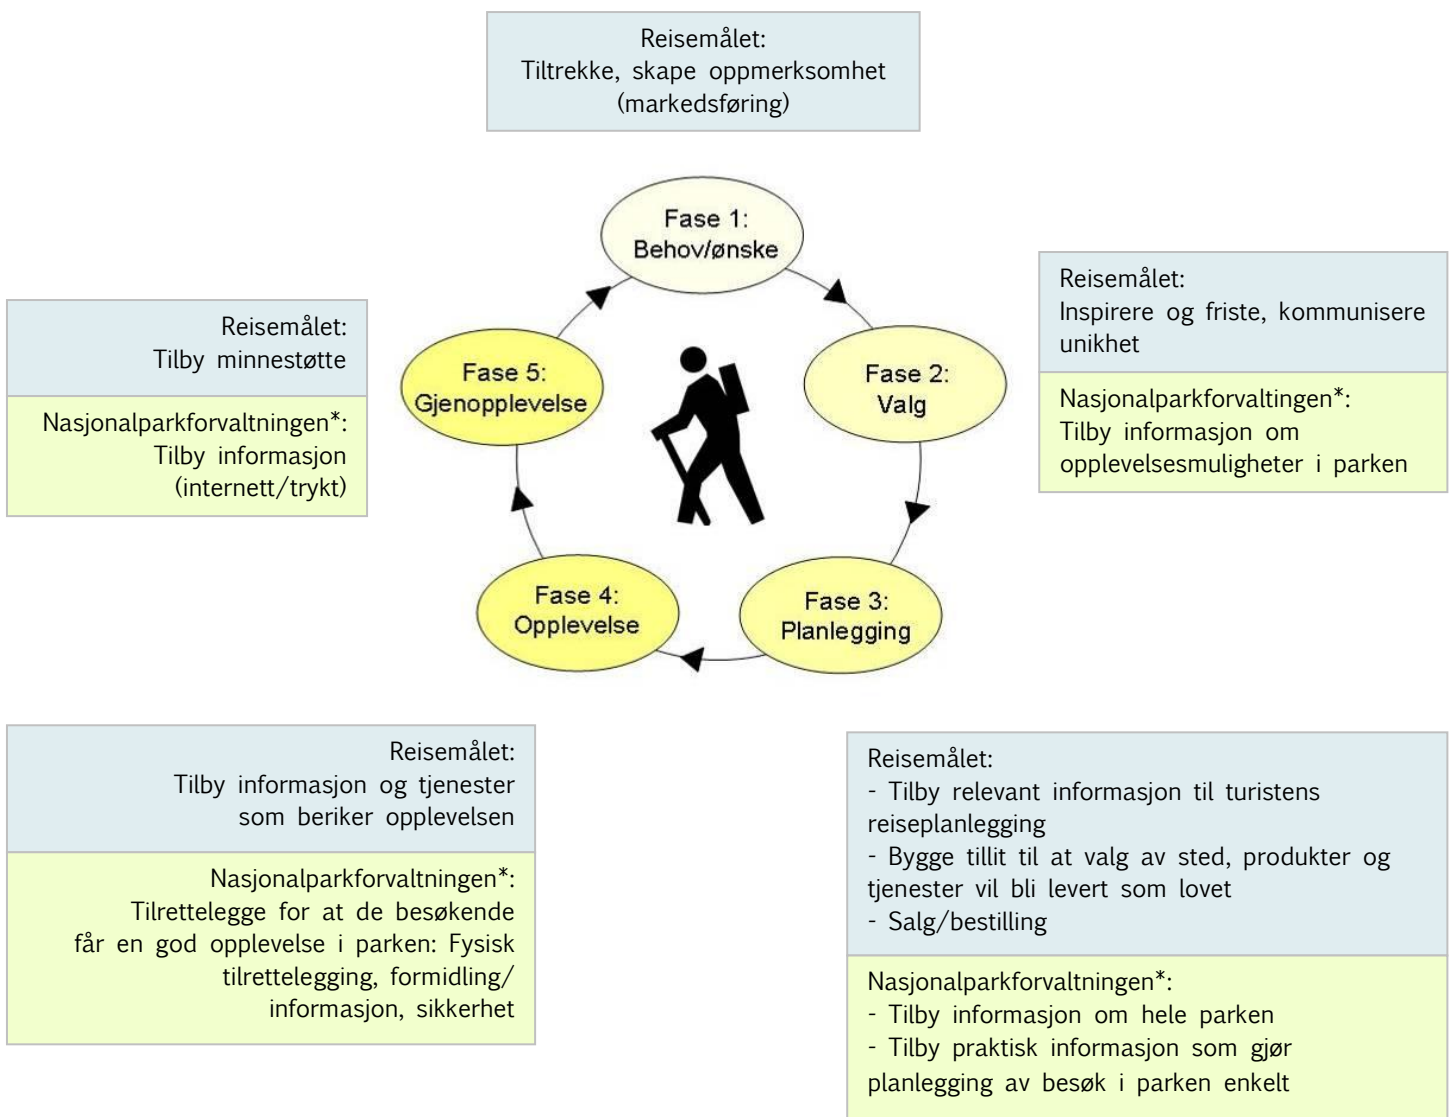 Reisemålet:
Tiltrekke, skape oppmerksomhet
(markedsføring)
Fase 1:
Behov/ønske
Reisemålet:
Inspirere og friste, kommunisere
unikhet
Nasjonalparkforvaltingen*:
Tilby informasjon om
opplevelsesmuligheter i parken
Reisemålet:
Tilby minnestøtte
Nasjonalparkforvaltningen*:
Tilby informasjon
(internett/trykt)
Fase 5:
Gjenopplevelse
Fase 2:
Valg
Fase 4:
Opplevelse
Fase 3:
Planlegging
Reisemålet:
Tilby informasjon og tjenester
som beriker opplevelsen
Nasjonalparkforvaltningen*:
Tilrettelegge for at de besøkende
får en god opplevelse i parken: Fysisk
tilrettelegging, formidling/
informasjon, sikkerhet
Reisemålet:
- Tilby relevant informasjon til turistens
reiseplanlegging
- Bygge tillit til at valg av sted, produkter og
tjenester vil bli levert som lovet
- Salg/bestilling
Nasjonalparkforvaltningen*:
- Tilby informasjon om hele parken
- Tilby praktisk informasjon som gjør
planlegging av besøk i parken enkelt